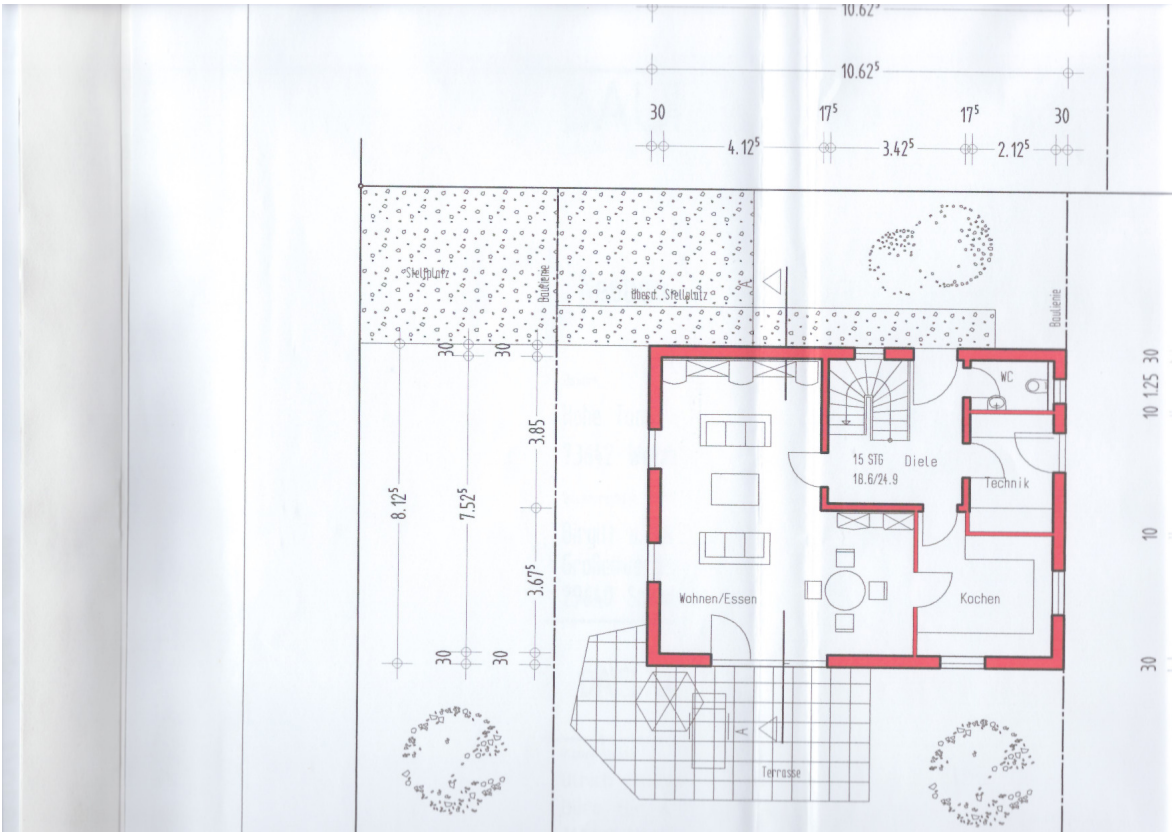 10.62⁵
10.62⁵
30 17⁵ 17⁵ 30
4.12⁵ 3.42⁵ 2.12⁵
Stellplatz
Baulienie
Überd. Stellplatz
A
Baulienie
30 30
30 1.25 10
WC
3.85
15 STG Diele
18.6/24.9
Technik
8.12⁵ 7.52⁵
10
3.67⁵
Wohnen/Essen
Kochen
30 30
30
A
Terrasse